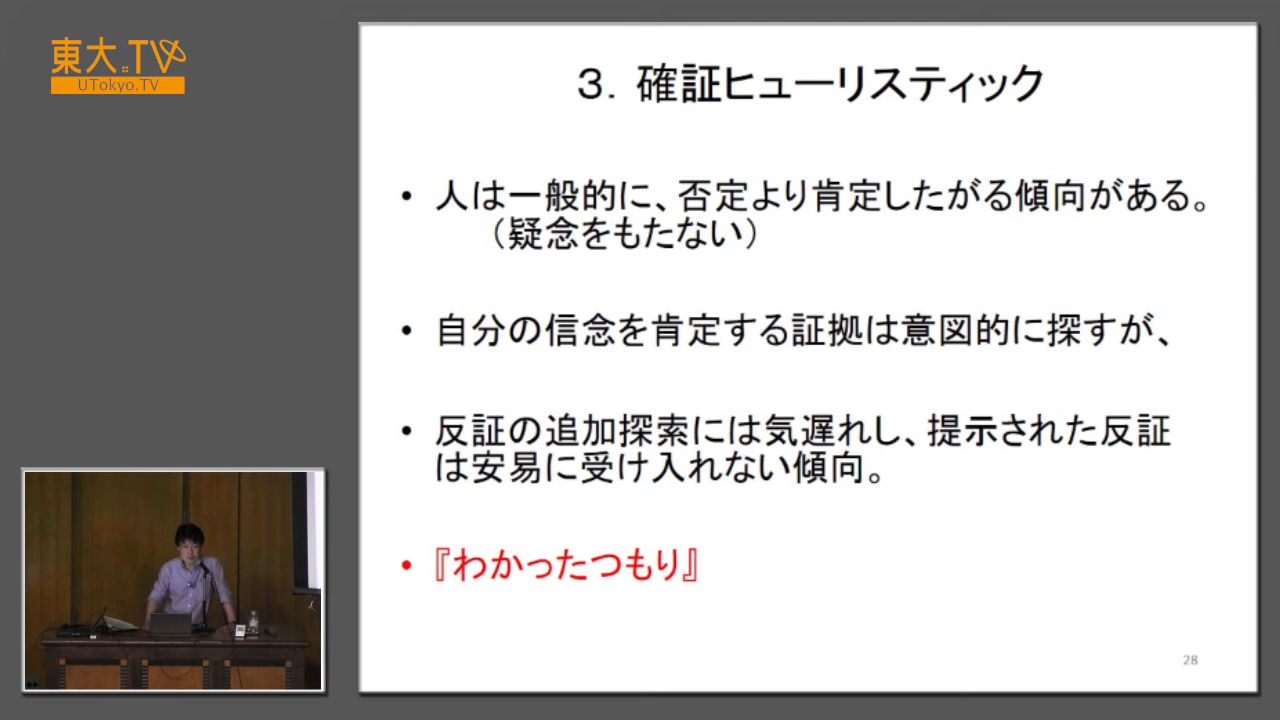 東大.TV
UTokyo.TV
３．確証ヒューリスティック
• 人は一般的に、否定より肯定したがる傾向がある。
（疑念をもたない）
• 自分の信念を肯定する証拠は意図的に探すが、
• 反証の追加探索には気遅れし、提示された反証
は安易に受け入れない傾向。
• 『わかったつもり』
28